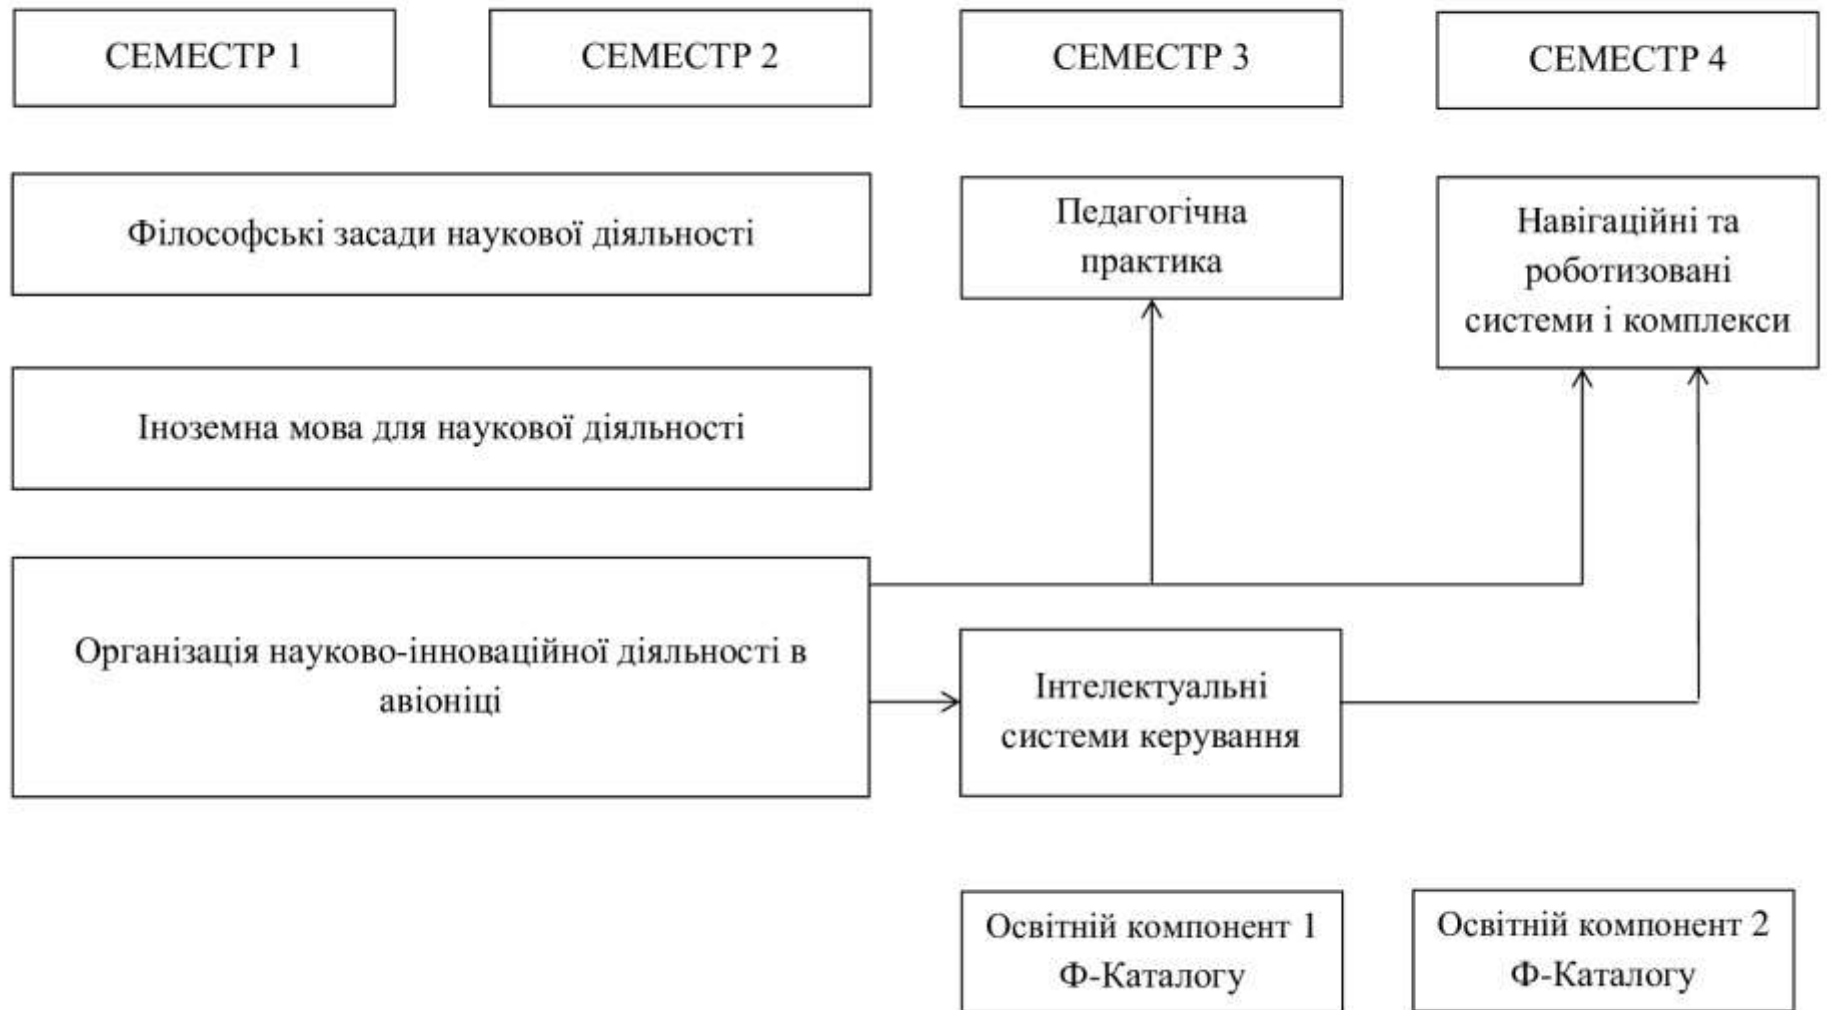 СЕМЕСТР 1
СЕМЕСТР 2
СЕМЕСТР 3
СЕМЕСТР 4
Філософські засади наукової діяльності
Педагогічна
практика
Навігаційні та
роботизовані
системи і комплекси
Іноземна мова для наукової діяльності
Організація науково-інноваційної діяльності в
авіоніці
Інтелектуальні
системи керування
Освітній компонент 1
Ф-Каталогу
Освітній компонент 2
Ф-Каталогу